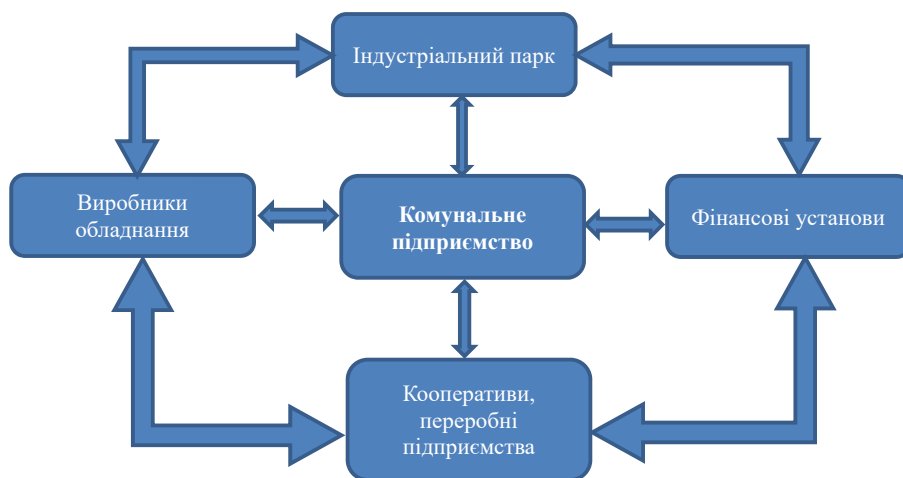 Індустріальний парк
Виробники
обладнання
Комунальне
підприємство
Фінансові установи
Кооперативи,
переробні
підприємства